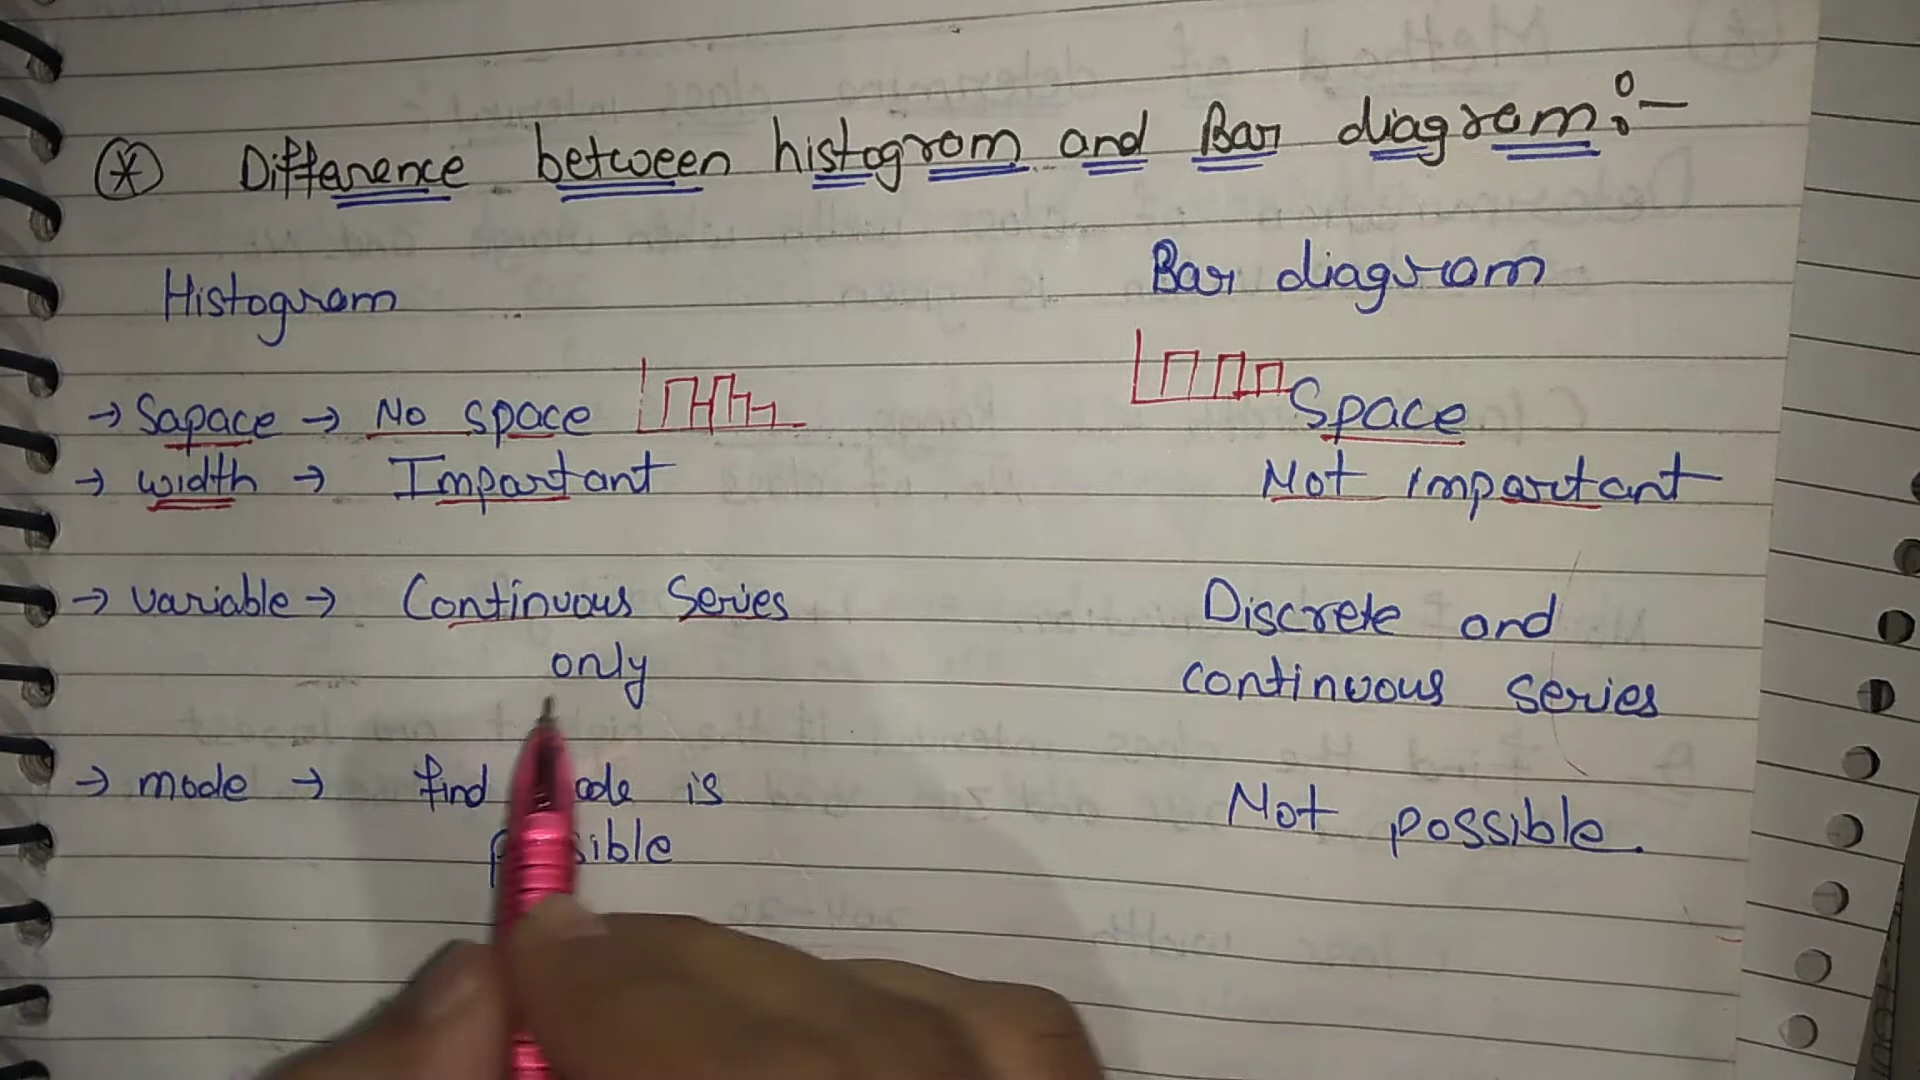 Difference between histogram and Bar diagram:-
Histogram
Bar diagram
→ Sapace → No space
Space
→ width → Important
Not important
→ variable → Continuous Series
only
Discrete and
continuous series
→ mode → find is
Not possible.